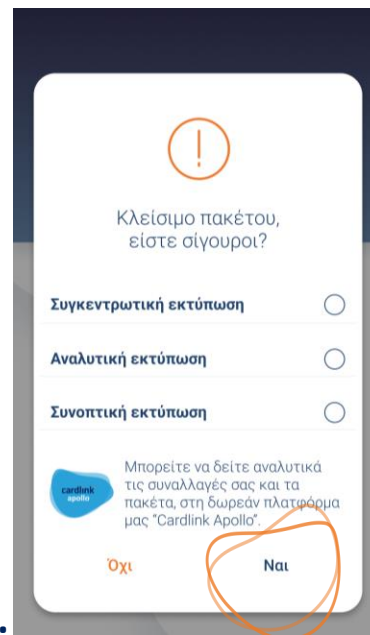 Κλείσιμο πακέτου,
είστε σίγουροι?
Συγκεντρωτική εκτύπωση
Αναλυτική εκτύπωση
Συνοπτική εκτύπωση
Μπορείτε να δείτε αναλυτικά
τις συναλλαγές σας και τα
πακέτα, στη δωρεάν πλατφόρμα
μας "Cardlink Apollo".
cardlink
apollo
Όχι
Ναι